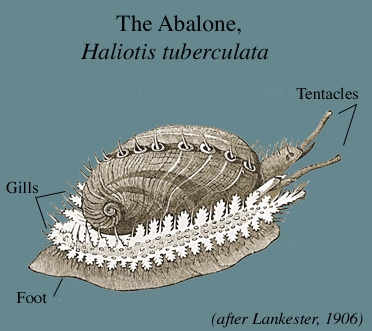 The Abalone,
Haliotis tuberculata
Tentacles
Gills
Foot
(after Lankester, 1906)